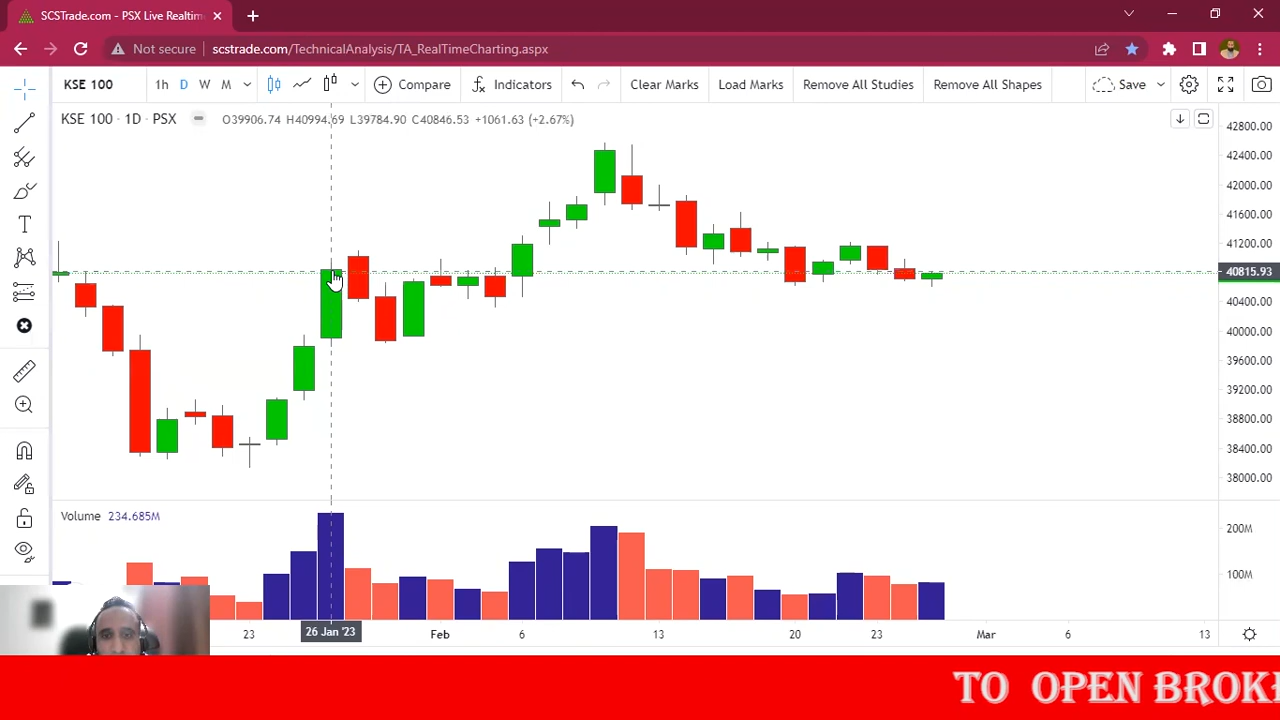 SCSTrade.com - PSX Live Realtim
Not secure
scstrade.com/TechnicalAnalysis/TA_RealTimeCharting.aspx
KSE 100
1h D W M
Compare
Indicators
Clear Marks
Load Marks
Remove All Studies
Remove All Shapes
Save
KSE 100 · 1D · PSX
O39906.74 H40994.69 L39784.90 C40846.53 +1061.63 (+2.67%)
42800.00
42400.00
42000.00
41600.00
41200.00
40815.93
40400.00
40000.00
39600.00
39200.00
38800.00
38400.00
38000.00
Volume 234.685M
200M
100M
23
26 Jan '23
Feb
6
13
20
23
Mar
6
13
TO OPEN BROK